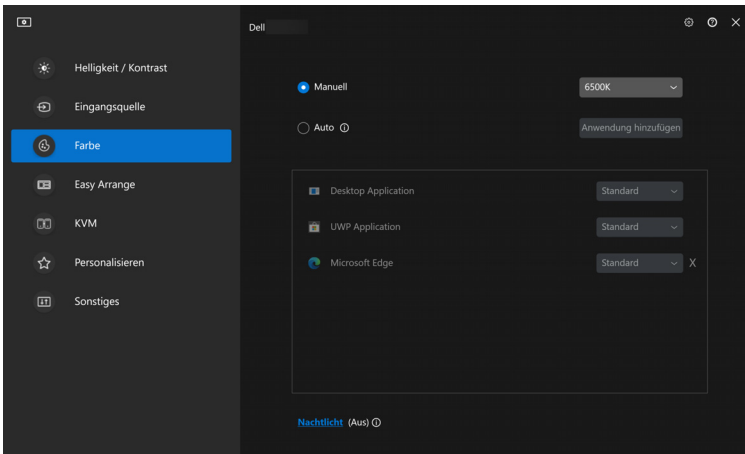 Dell
Helligkeit / Kontrast
Eingangsquelle
Farbe
Easy Arrange
KVM
Personalisieren
Sonstiges
Manuell 6500K
Auto Anwendung hinzufügen
Desktop Application Standard
UWP Application Standard
Microsoft Edge Standard X
Nachtlicht (Aus)